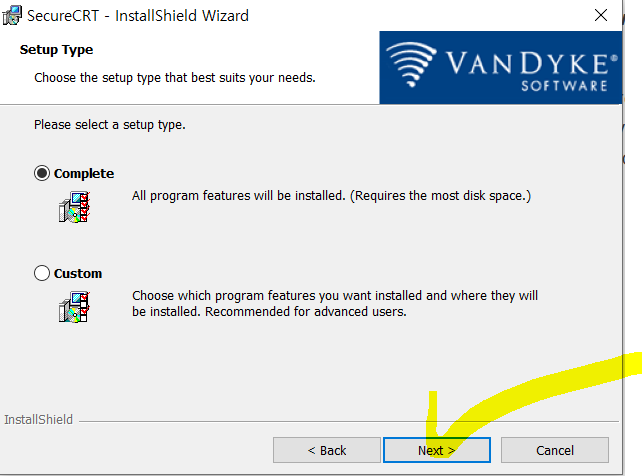 SecureCRT - InstallShield Wizard
Setup Type
Choose the setup type that best suits your needs.
VANDYKE®
SOFTWARE
Please select a setup type.
Complete
All program features will be installed. (Requires the most disk space.)
Custom
Choose which program features you want installed and where they will
be installed. Recommended for advanced users.
InstallShield
< Back
Next >
Cancel